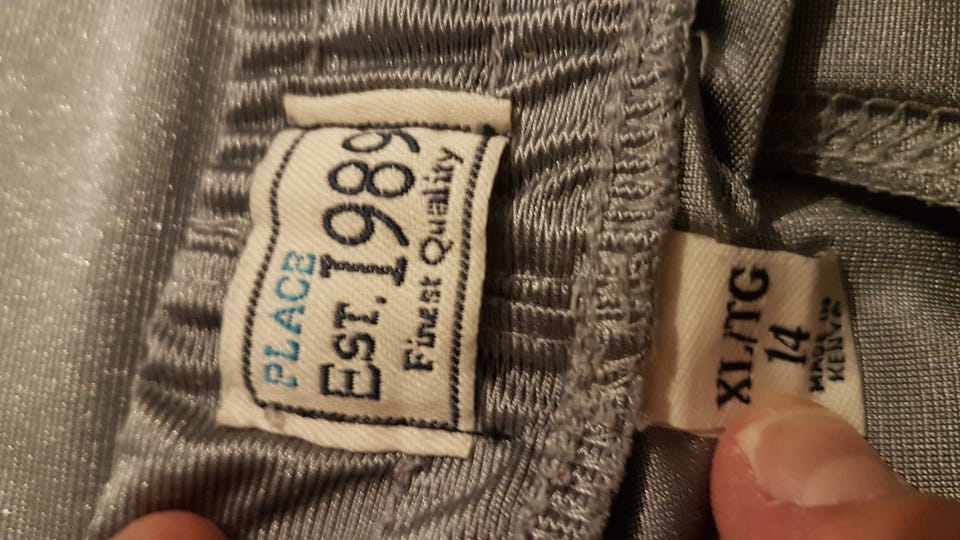 PLACE
EST. 1989
Finest Quality
XL/TG
14
MADE IN
KENYA